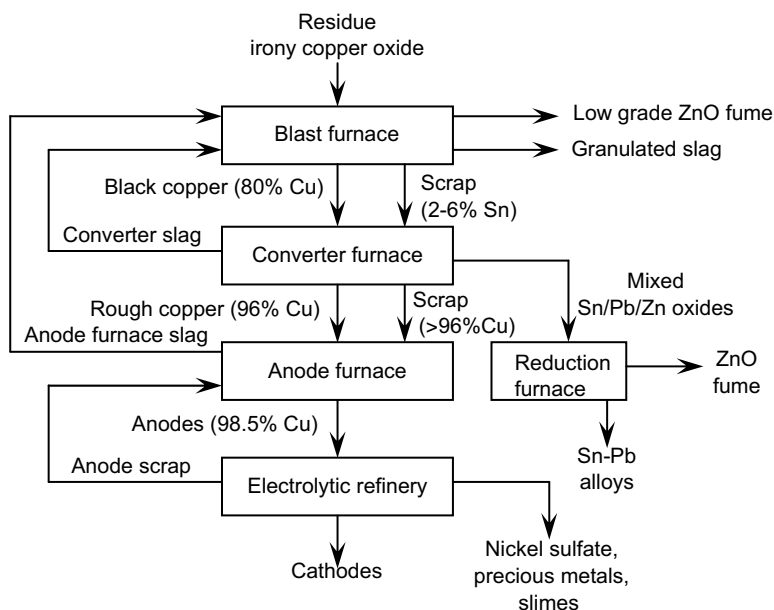 Residue
irony copper oxide
Blast furnace
Low grade ZnO fume
Granulated slag
Black copper (80% Cu)
Scrap
(2-6% Sn)
Converter slag
Converter furnace
Mixed
Sn/Pb/Zn oxides
Rough copper (96% Cu)
Scrap
(>96%Cu)
Anode furnace slag
Anode furnace
Reduction
furnace
ZnO
fume
Anodes (98.5% Cu)
Sn-Pb
alloys
Anode scrap
Electrolytic refinery
Cathodes
Nickel sulfate,
precious metals,
slimes